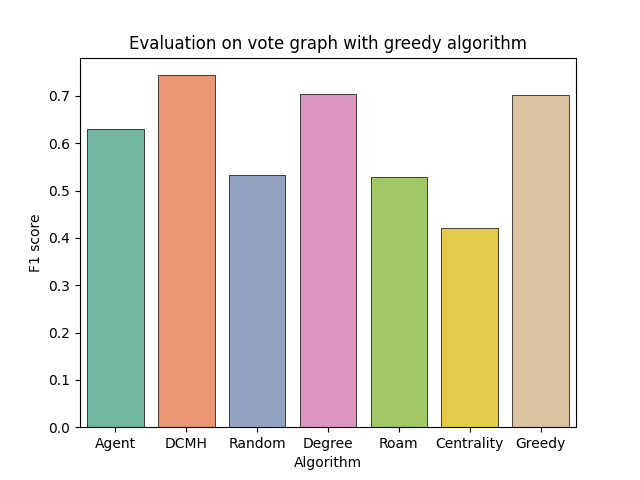 Evaluation on vote graph with greedy algorithm
F1 score
0.7
0.6
0.5
0.4
0.3
0.2
0.1
0.0
Agent DCMH Random Degree Roam Centrality Greedy
Algorithm